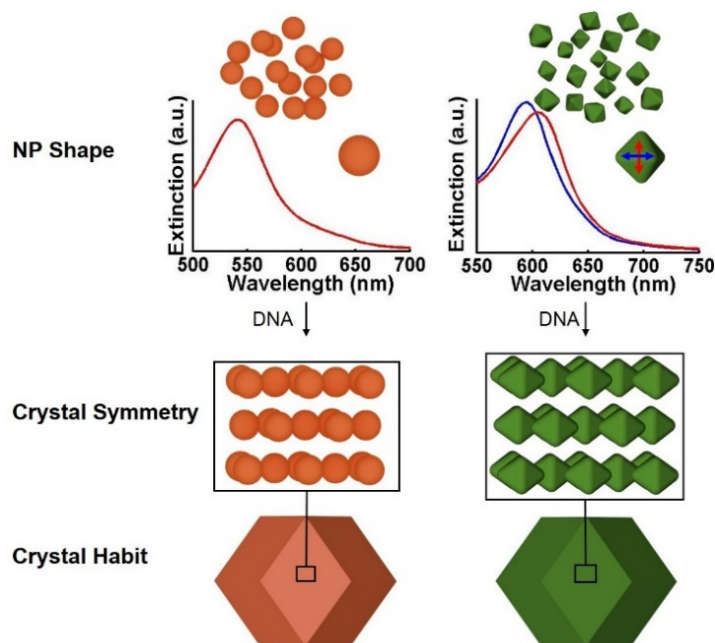 NP Shape
Extinction (a.u.)
500 550 600 650 700
Wavelength (nm)
Extinction (a.u.)
550 600 650 700 750
Wavelength (nm)
DNA
DNA
Crystal Symmetry
Crystal Habit